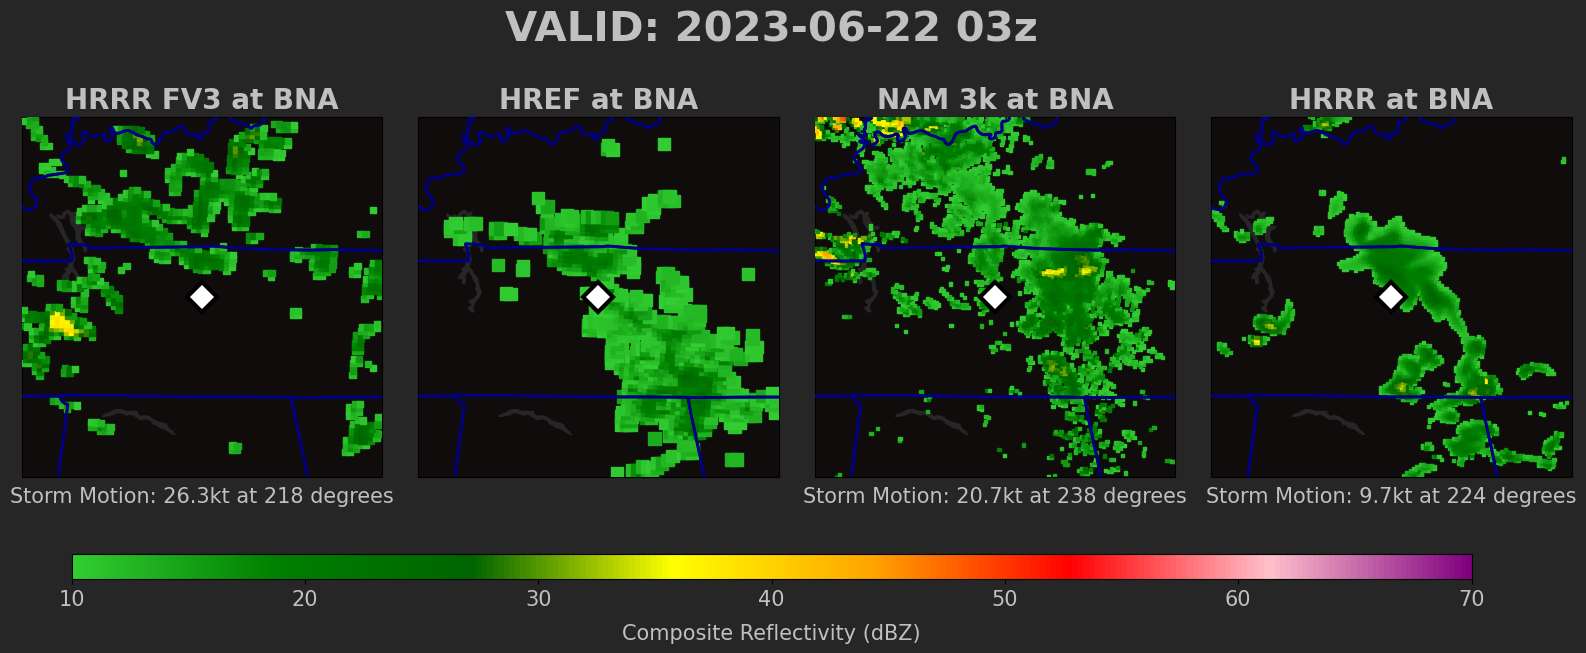 VALID: 2023-06-22 03z
HRRR FV3 at BNA
HREF at BNA
NAM 3k at BNA
HRRR at BNA
Storm Motion: 26.3kt at 218 degrees
Storm Motion: 20.7kt at 238 degrees
Storm Motion: 9.7kt at 224 degrees
10 20 30 40 50 60 70
Composite Reflectivity (dBZ)